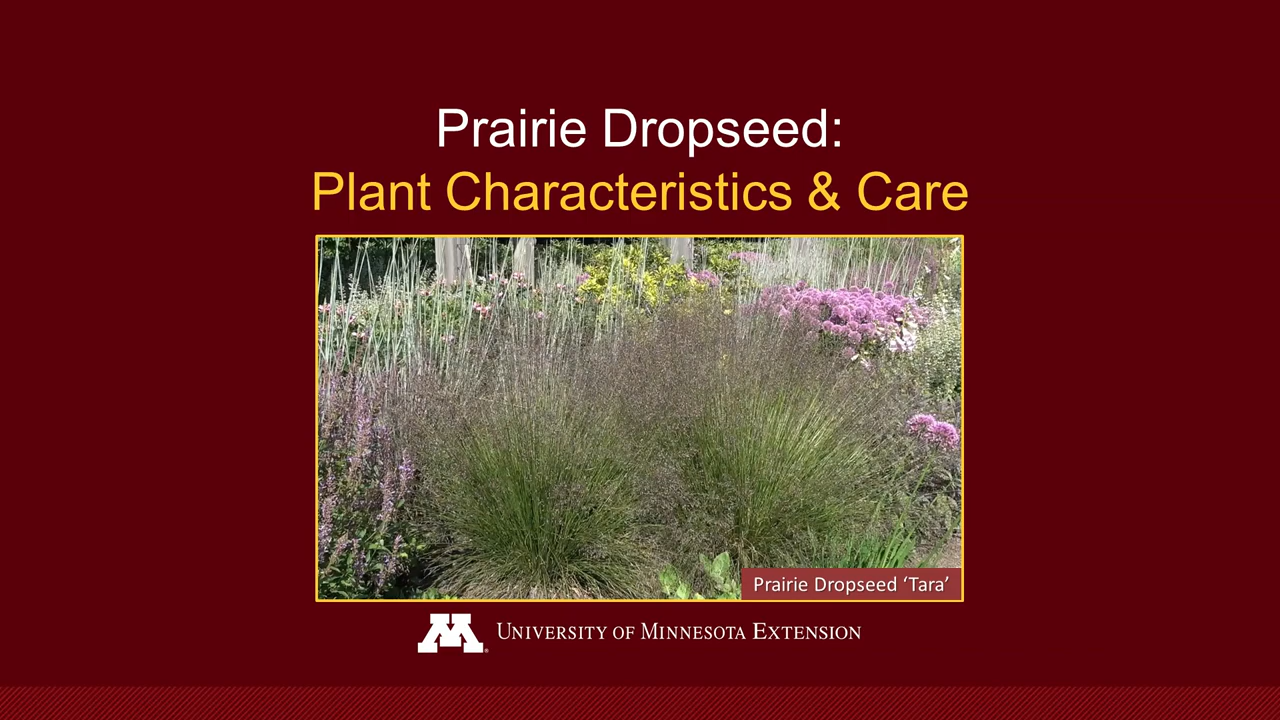 Prairie Dropseed:
Plant Characteristics & Care
Prairie Dropseed ‘Tara’
M
University of Minnesota Extension